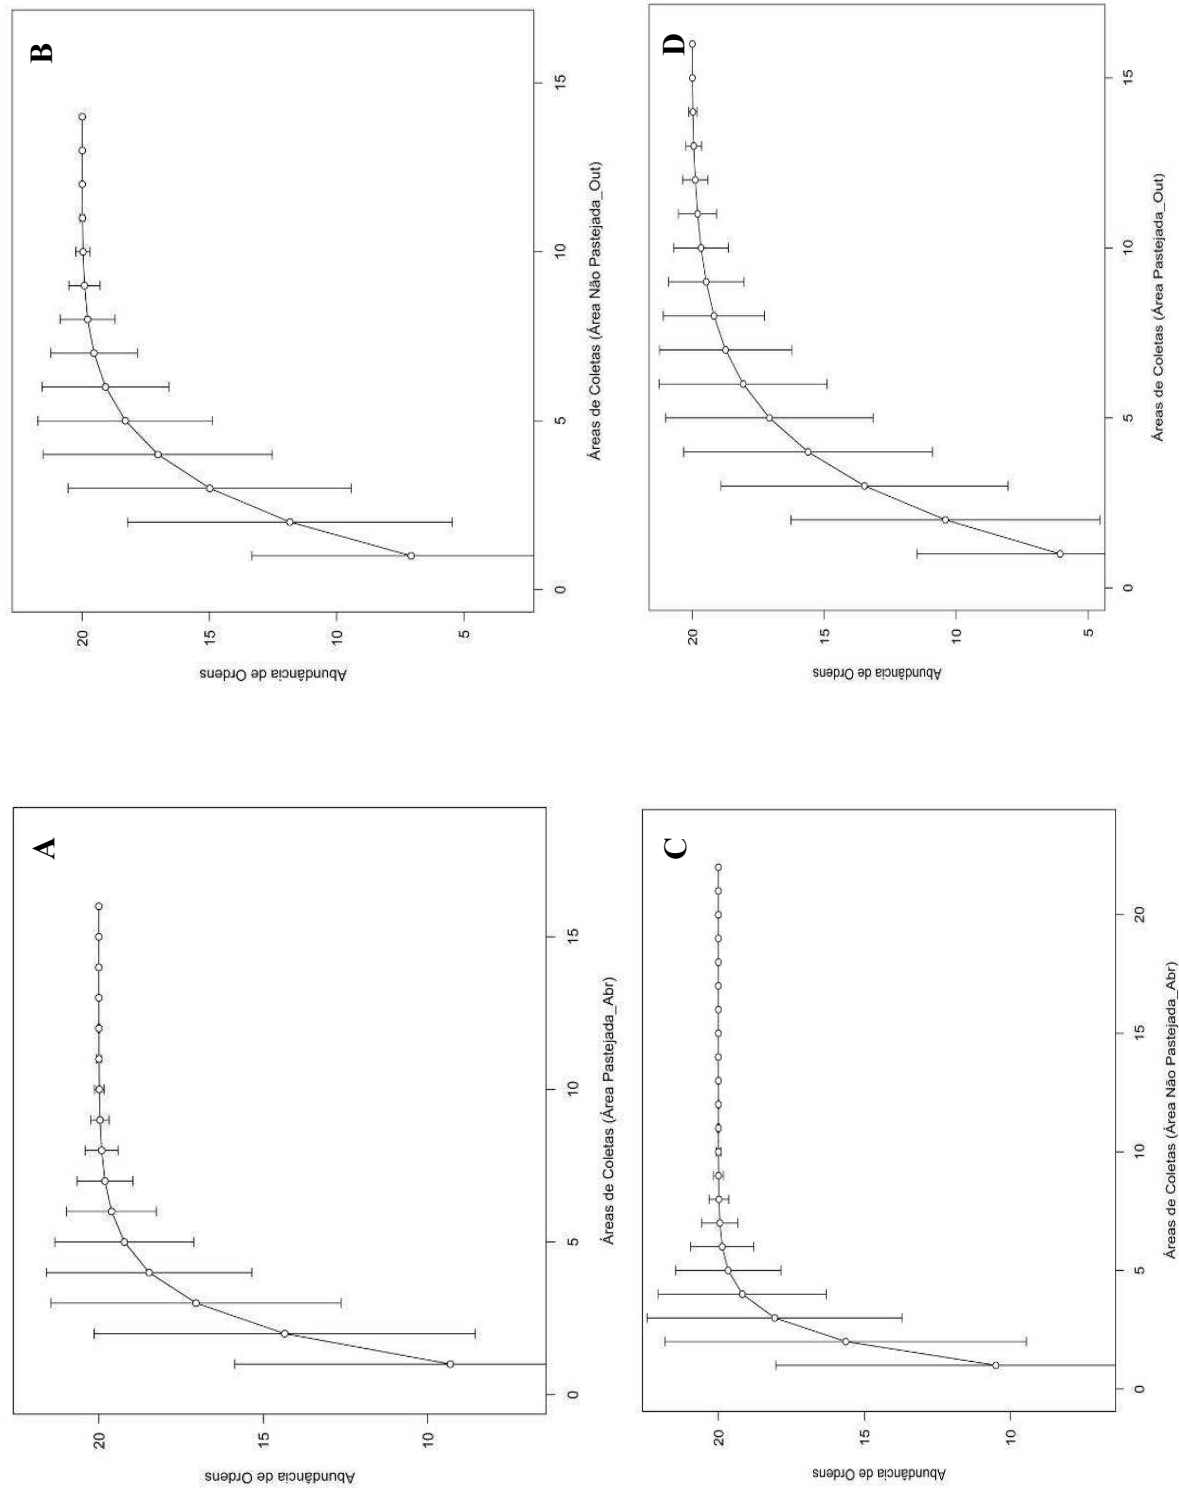 A
Abundância de Ordens
20
15
10
0 5 10 15
Áreas de Coletas (Área Pastejada_Abr)
B
Abundância de Ordens
20
15
10
5
0 5 10 15
Áreas de Coletas (Área Não Pastejada_Out)
C
Abundância de Ordens
20
15
10
0 5 10 15 20
Áreas de Coletas (Área Não Pastejada_Abr)
D
Abundância de Ordens
20
15
10
5
0 5 10 15
Áreas de Coletas (Área Pastejada_Out)